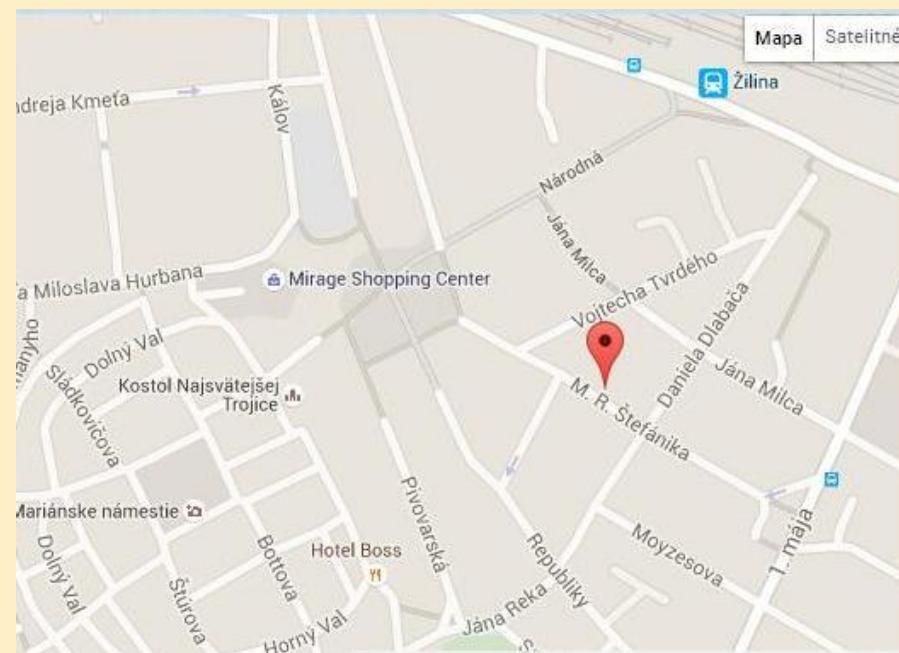 Mapa
Satelitné
Žilina
ndreja Kmeťa
Kálov
Národná
Jána Milca
ťa Miloslava Hurbana
Mirage Shopping Center
Vojtecha Tvrdého
Daniela Dlabača
Dolný Val
Sládkovičova
Kostol Najsvätejšej
Trojice
M. R. Štefánika
Jána Milca
Mariánske námestie
Pivovarská
Hotel Boss
Republiky
Moyzesova
1. mája
Dolný Val
Štúrova
Bottova
Horný Val
Jána Reka